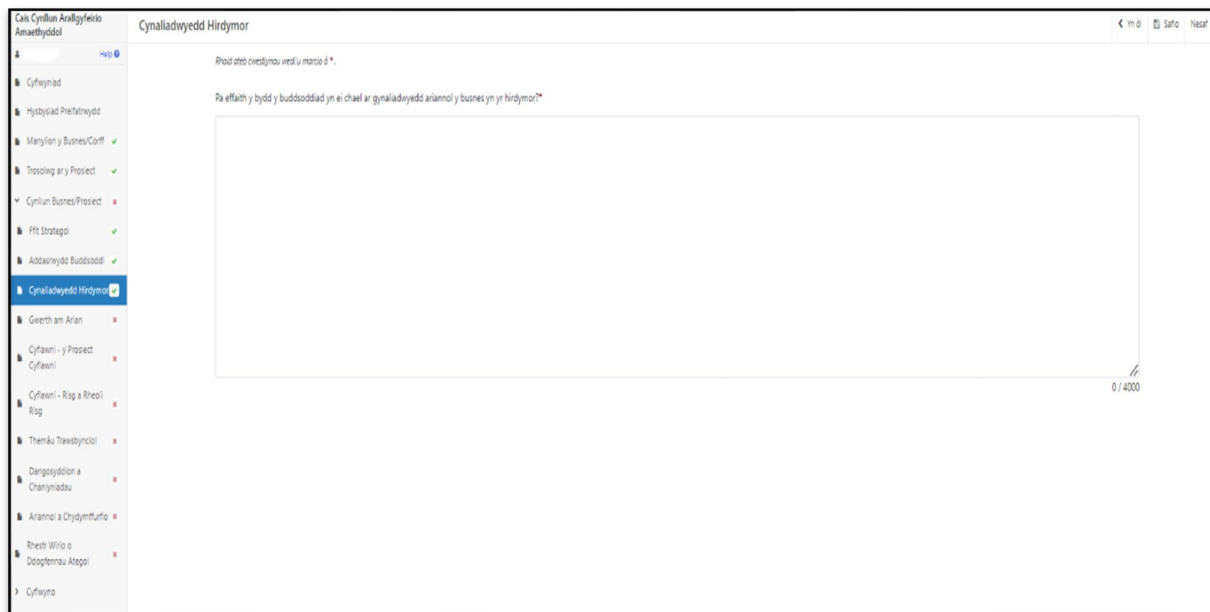 Cais Cynllun Arallgyfeirio
Amaethyddol
Help
Cyflwyniad
Hysbysiad Preifatrwydd
Manylion y Busnes/Corff
Trosolwg ar y Prosiect
Cynllun Busnes/Prosiect
Ffit Strategol
Addasrwydd Buddsoddi
Cynaliadwyedd Hirdymor
Gwerth am Arian
Cyflawni - y Prosiect
Cyflawni
Cyflawni - Risg a Rheoli
Risg
Themâu Trawsbynciol
Dangosyddion a
Chanlyniadau
Ariannol a Chydymffurfio
Rhestr Wirio o
Ddogfennau Ategol
Cyflwyno
Cynaliadwyedd Hirdymor
Yn ôl Safio Nesaf
Rhaid ateb cwestiynau wedi'u marcio â *.
Pa effaith y bydd y buddsoddiad yn ei chael ar gynaliadwyedd ariannol y busnes yn yr hirdymor?*
0 / 4000